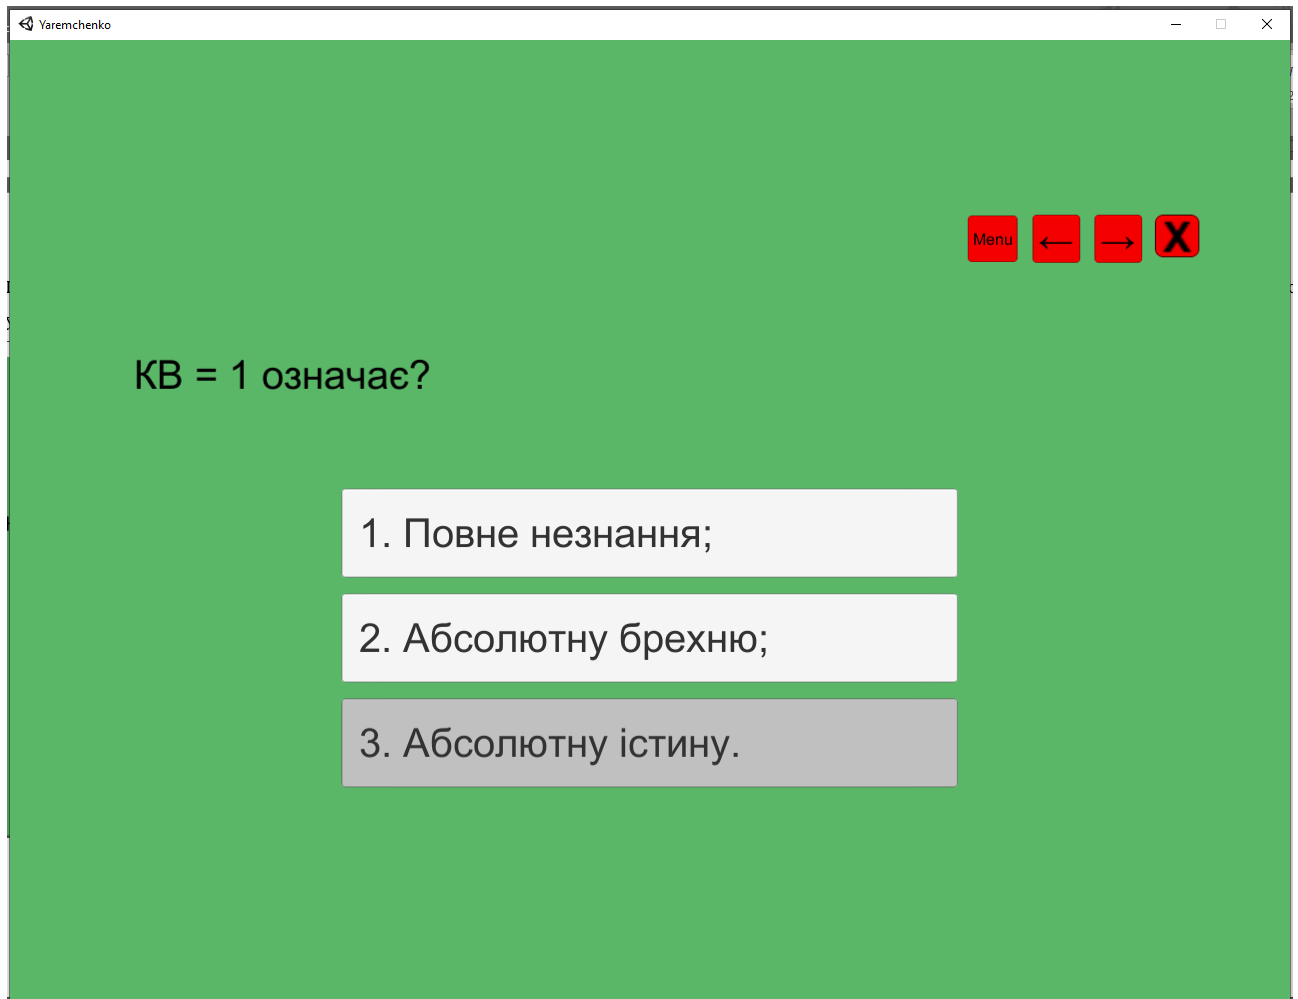 Yaremchenko
Menu ← → X
КВ = 1 означає?
1. Повне незнання;
2. Абсолютну брехню;
3. Абсолютну істину.